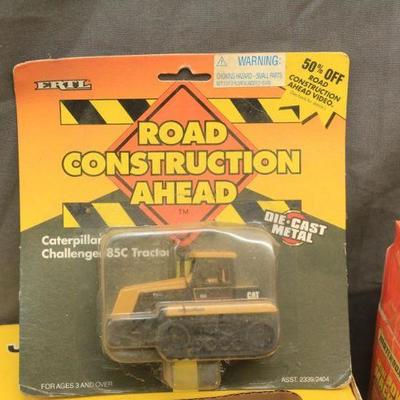 ERTL
WARNING:
CHOKING HAZARD - SMALL PARTS
50% OFF
ROAD
CONSTRUCTION
AHEAD VIDEO.
ROAD
CONSTRUCTION
AHEAD
TM
DIE-CAST
METAL
Caterpillar
Challenger 85C Tractor
CAT
FOR AGES 3 AND OVER
ASST. 2339/2404